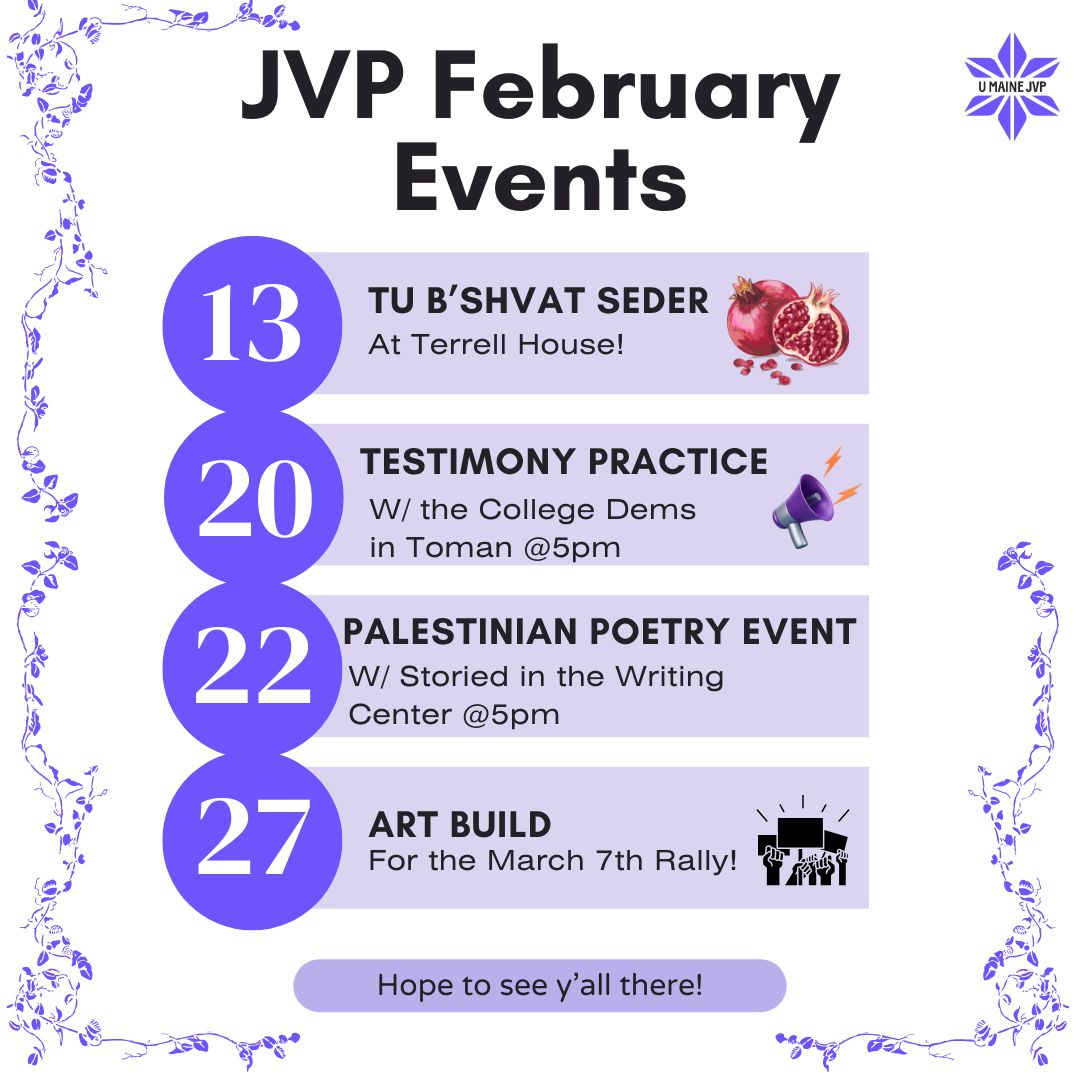 JVP February
Events
U MAINE JVP
13
TU B’SHVAT SEDER
At Terrell House!
20
TESTIMONY PRACTICE
W/ the College Dems
in Toman @5pm
22
PALESTINIAN POETRY EVENT
W/ Storied in the Writing
Center @5pm
27
ART BUILD
For the March 7th Rally!
Hope to see y’all there!